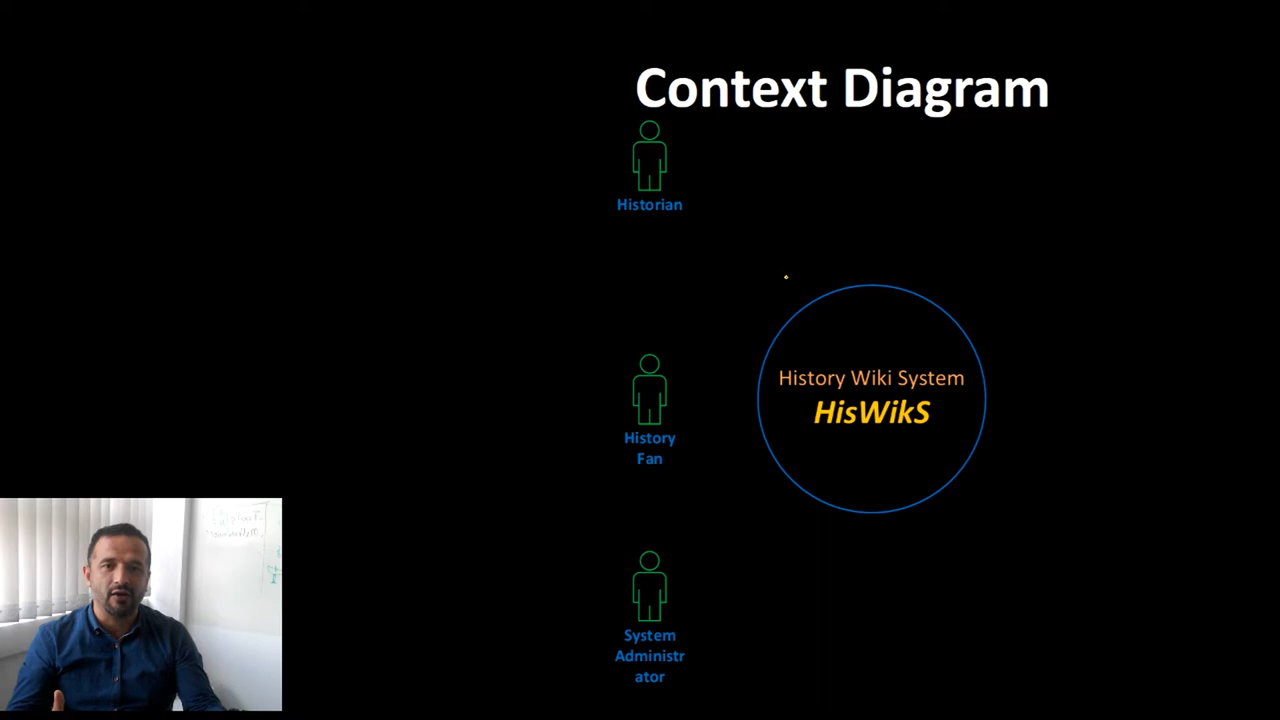 Context Diagram
Historian
History Wiki System
HisWikS
History
Fan
System
Administr
ator